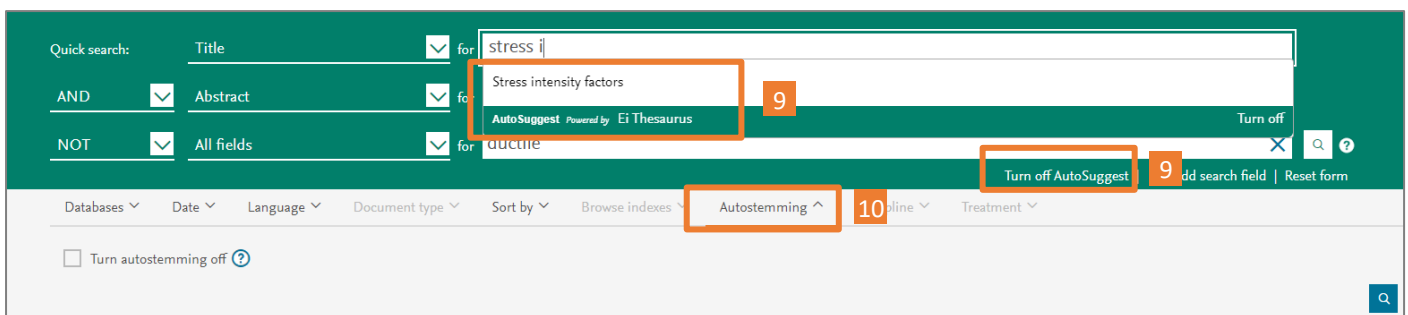 Quick search: Title for stress i
Stress intensity factors
AND Abstract for
9
AutoSuggest Powered by Ei Thesaurus Turn off
NOT All fields for ductile
Turn off AutoSuggest | 9 dd search field | Reset form
Databases Date Language Document type Sort by Browse indexes Autostemming 10 pline Treatment
Turn autostemming off ?